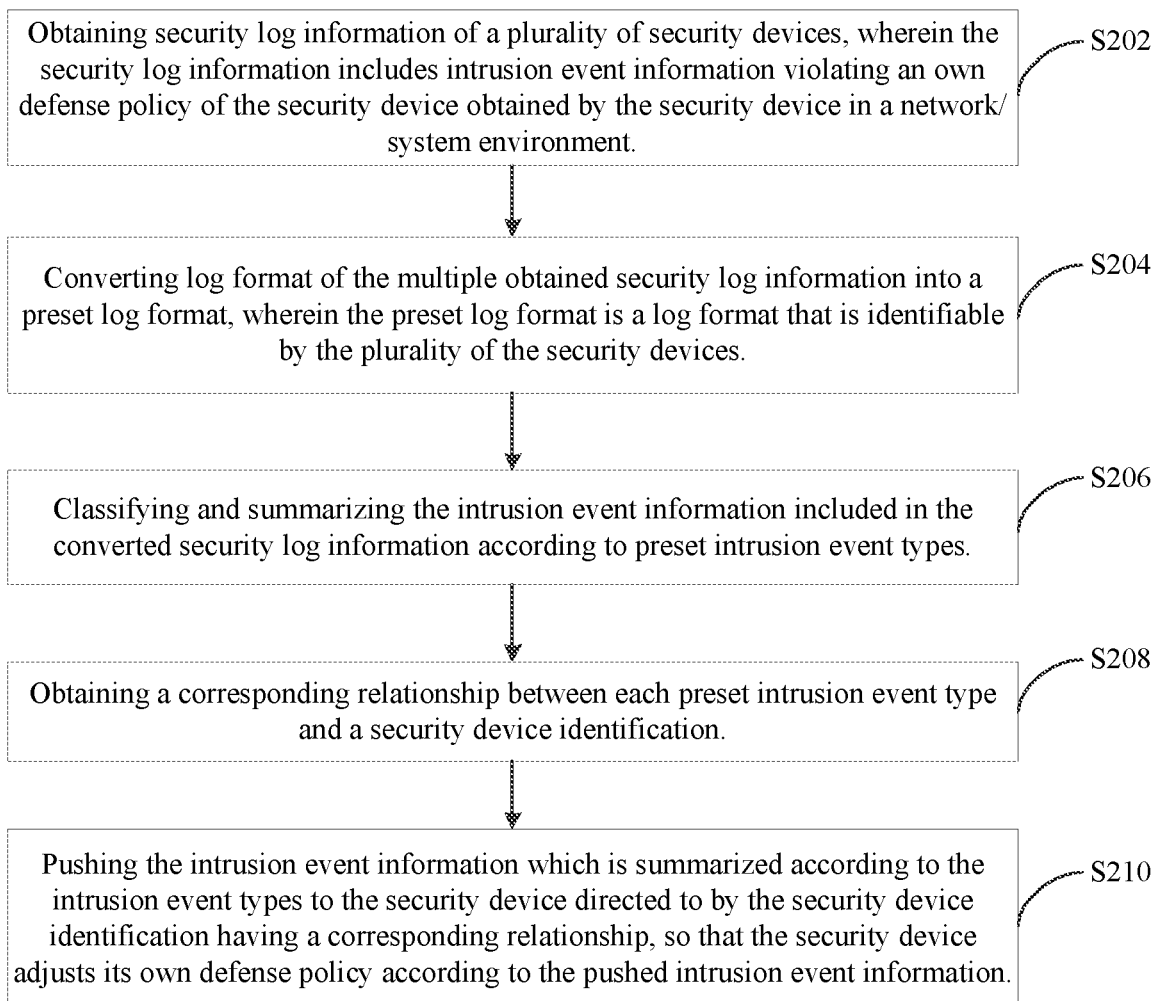 Obtaining security log information of a plurality of security devices, wherein the
security log information includes intrusion event information violating an own
defense policy of the security device obtained by the security device in a network/
system environment.
S202
Converting log format of the multiple obtained security log information into a
preset log format, wherein the preset log format is a log format that is identifiable
by the plurality of the security devices.
S204
Classifying and summarizing the intrusion event information included in the
converted security log information according to preset intrusion event types.
S206
Obtaining a corresponding relationship between each preset intrusion event type
and a security device identification.
S208
Pushing the intrusion event information which is summarized according to the
intrusion event types to the security device directed to by the security device
identification having a corresponding relationship, so that the security device
adjusts its own defense policy according to the pushed intrusion event information.
S210